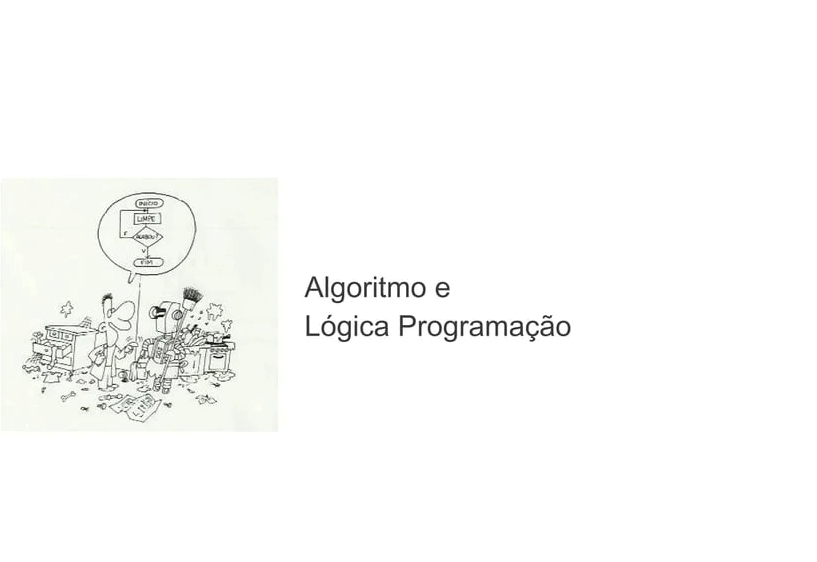 INICIO
LIMPE
ACABOU?
F
V
FIM
Algoritmo e
Lógica Programação